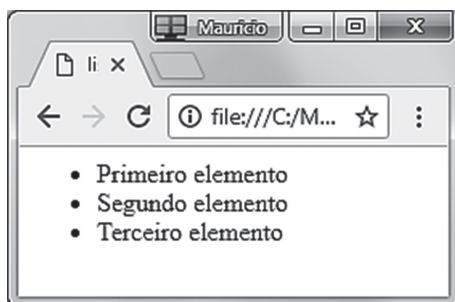 Mauricio
li
file:///C:/M...
• Primeiro elemento
• Segundo elemento
• Terceiro elemento